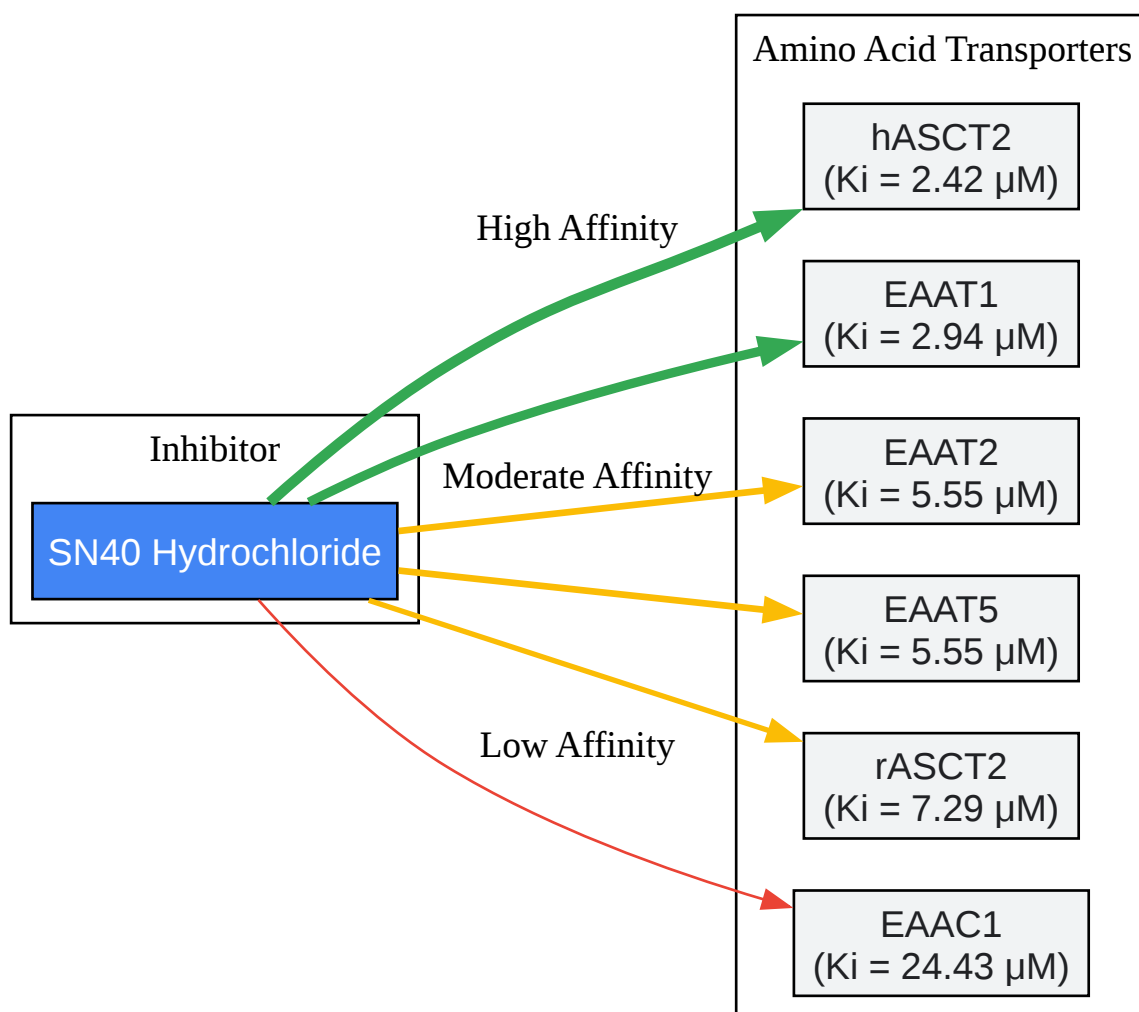 Amino Acid Transporters
hASCT2
(Ki = 2.42 μM)
High Affinity
EAAT1
(Ki = 2.94 μM)
Inhibitor
Moderate Affinity
EAAT2
(Ki = 5.55 μM)
SN40 Hydrochloride
EAAT5
(Ki = 5.55 μM)
Low Affinity
rASCT2
(Ki = 7.29 μM)
EAAC1
(Ki = 24.43 μM)